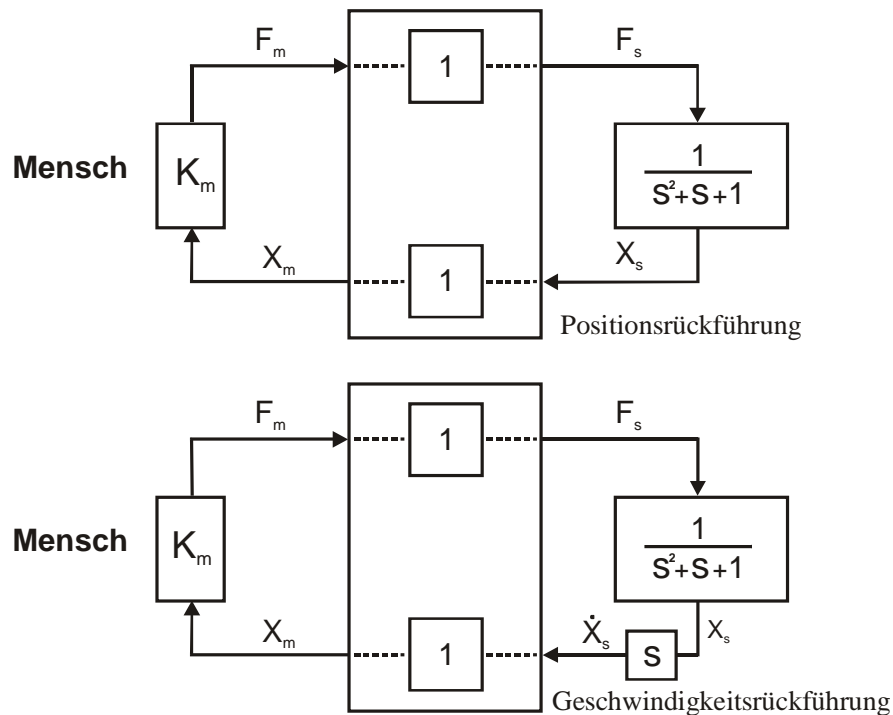 F_m
F_s
1
Mensch
K_m
1
s²+s+1
X_m
X_s
1
Positionsrückführung
F_m
F_s
1
Mensch
K_m
1
s²+s+1
X_m
Ẋ_s
X_s
1
s
Geschwindigkeitsrückführung